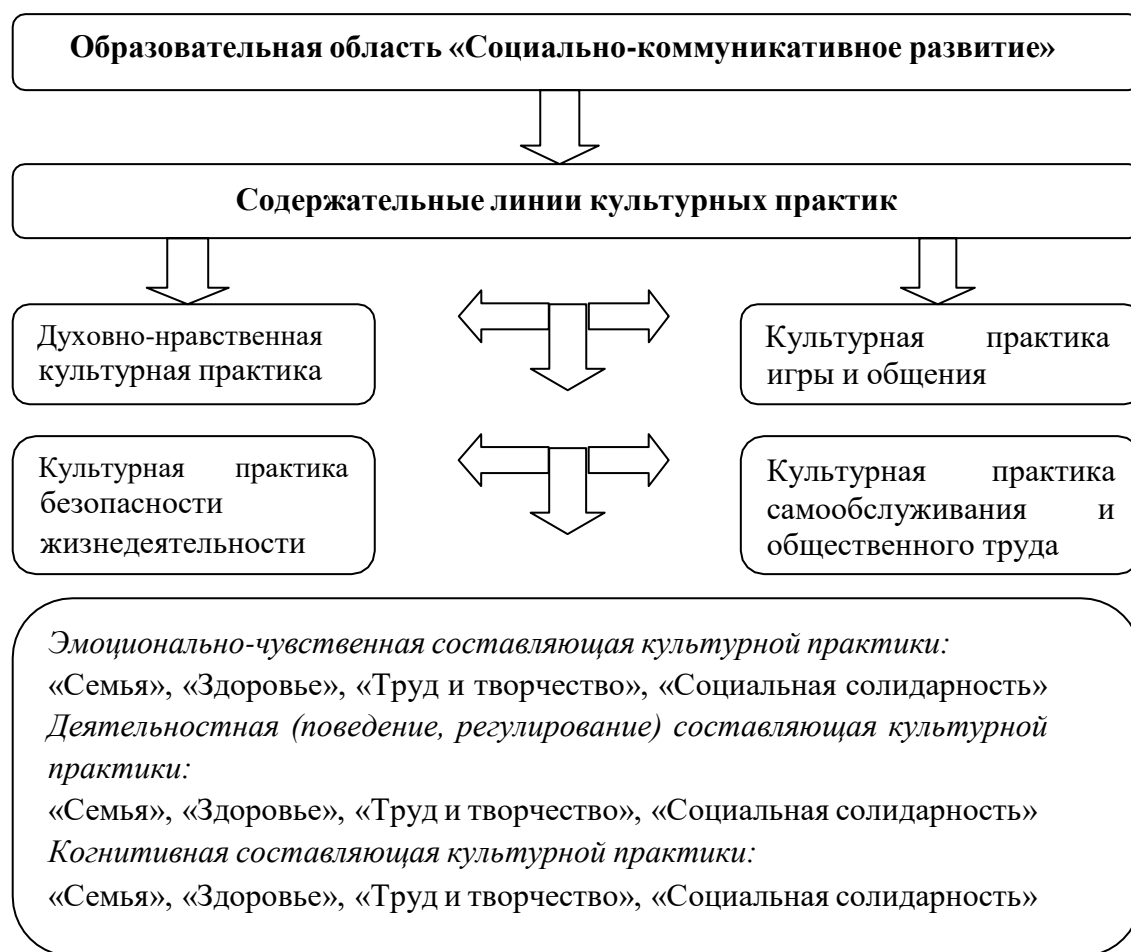 Образовательная область «Социально-коммуникативное развитие»
Содержательные линии культурных практик
Духовно-нравственная
культурная практика
Культурная практика
игры и общения
Культурная практика
безопасности
жизнедеятельности
Культурная практика
самообслуживания и
общественного труда
Эмоционально-чувственная составляющая культурной практики:
«Семья», «Здоровье», «Труд и творчество», «Социальная солидарность»
Деятельностная (поведение, регулирование) составляющая культурной
практики:
«Семья», «Здоровье», «Труд и творчество», «Социальная солидарность»
Когнитивная составляющая культурной практики:
«Семья», «Здоровье», «Труд и творчество», «Социальная солидарность»